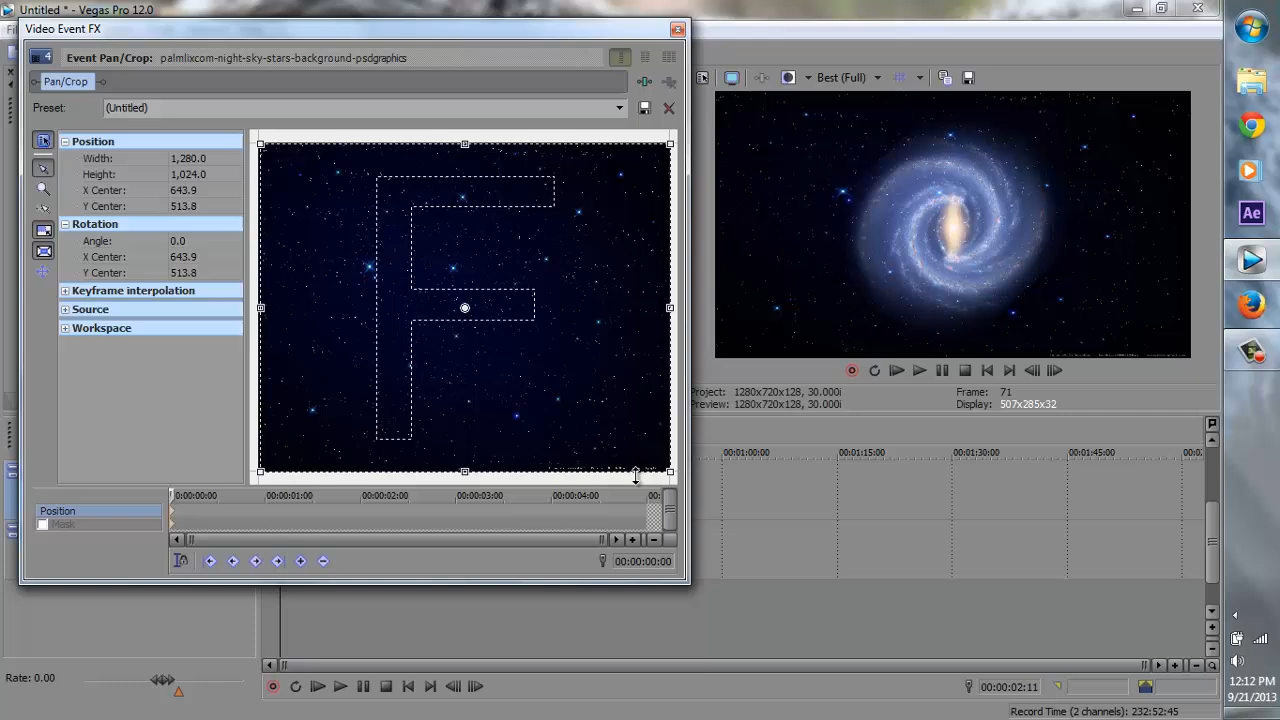 Untitled * - Vegas Pro 12.0
Video Event FX
Event Pan/Crop: palmlixcom-night-sky-stars-background-psdgraphics
Pan/Crop
Preset: (Untitled)
Best (Full)
Position
Width: 1,280.0
Height: 1,024.0
X Center: 643.9
Y Center: 513.8
Rotation
Angle: 0.0
X Center: 643.9
Y Center: 513.8
Keyframe interpolation
Source
Workspace
Project: 1280x720x128, 30.000i
Frame: 71
Preview: 1280x720x128, 30.000i
Display: 507x285x32
00:01:00:00 00:01:15:00 00:01:30:00 00:01:45:00
0:00:00:00 00:00:01:00 00:00:02:00 00:00:03:00 00:00:04:00 00:
Position
Mask
00:00:00:00
Rate: 0.00
00:00:02:11
Record Time (2 channels): 232:52:45
Ae
12:12 PM
9/21/2013